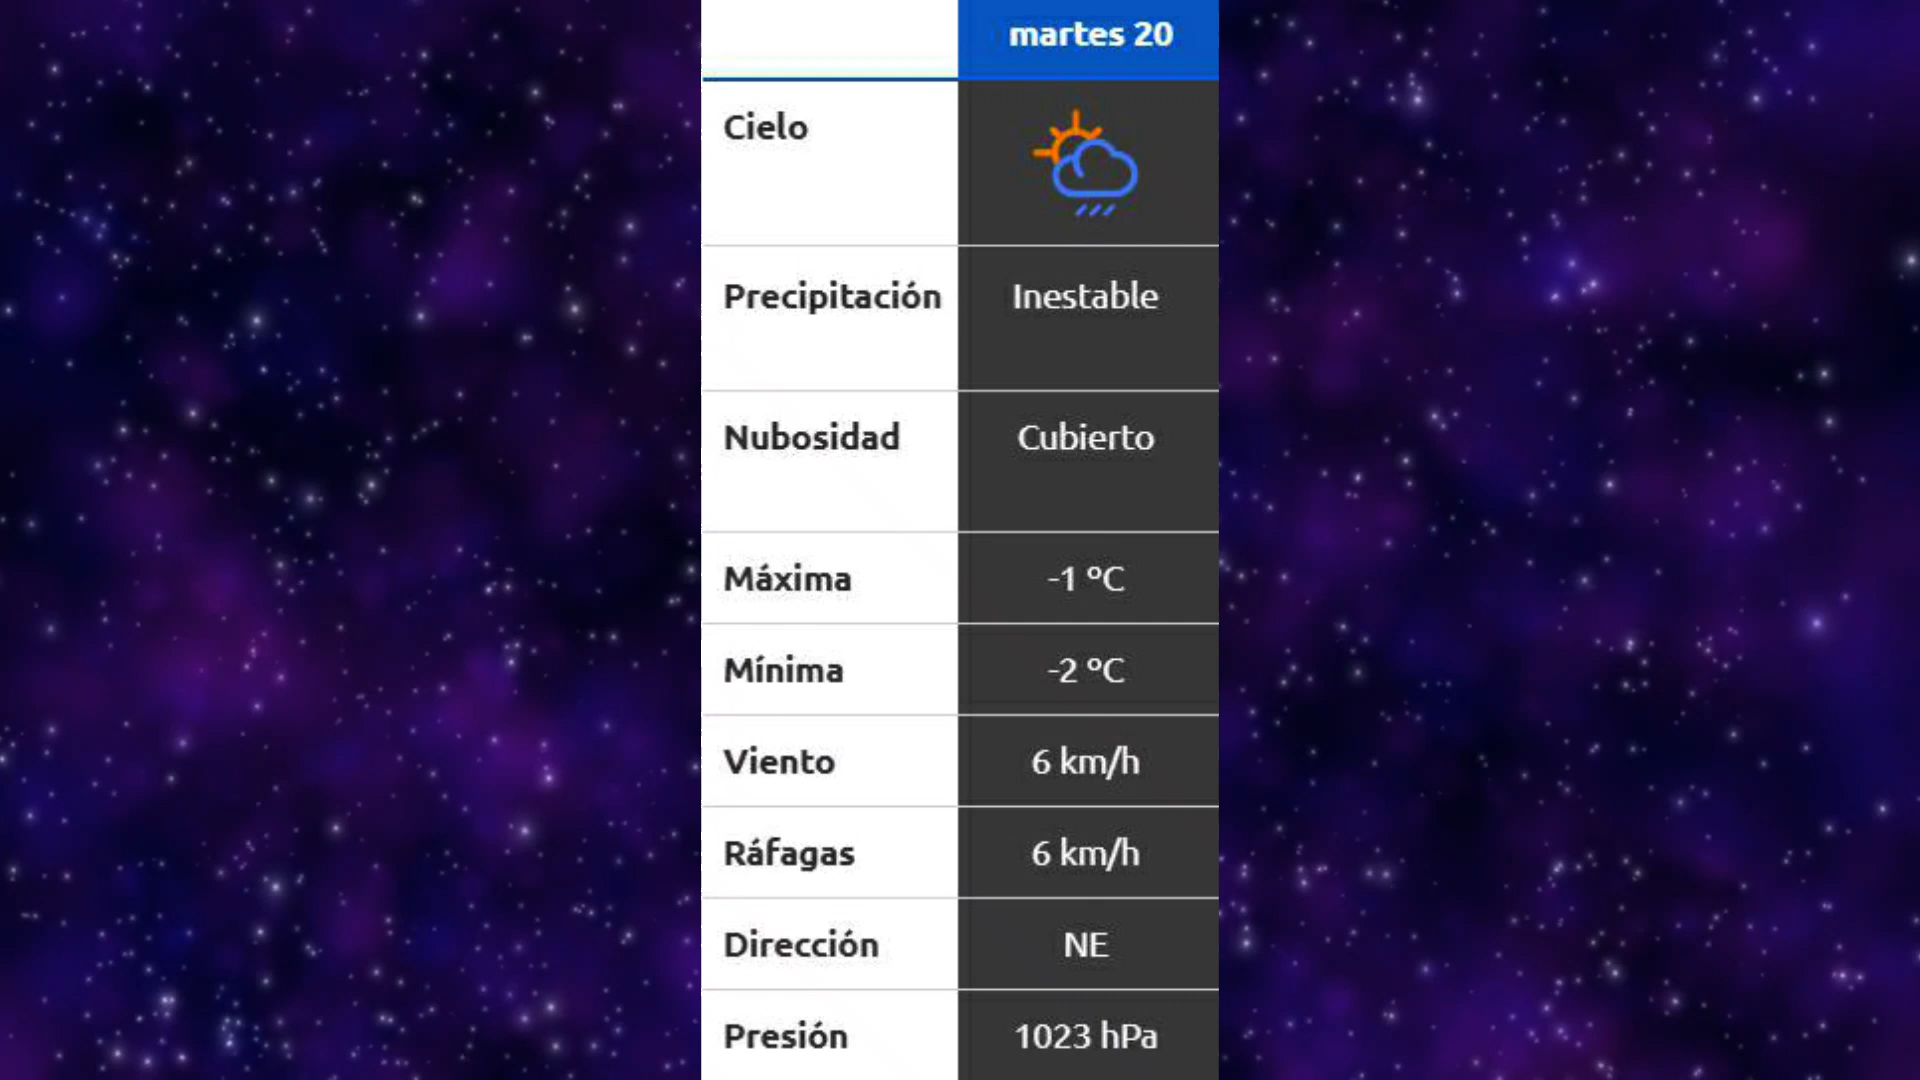 martes 20
Cielo
Precipitación Inestable
Nubosidad Cubierto
Máxima -1 ºC
Mínima -2 ºC
Viento 6 km/h
Ráfagas 6 km/h
Dirección NE
Presión 1023 hPa